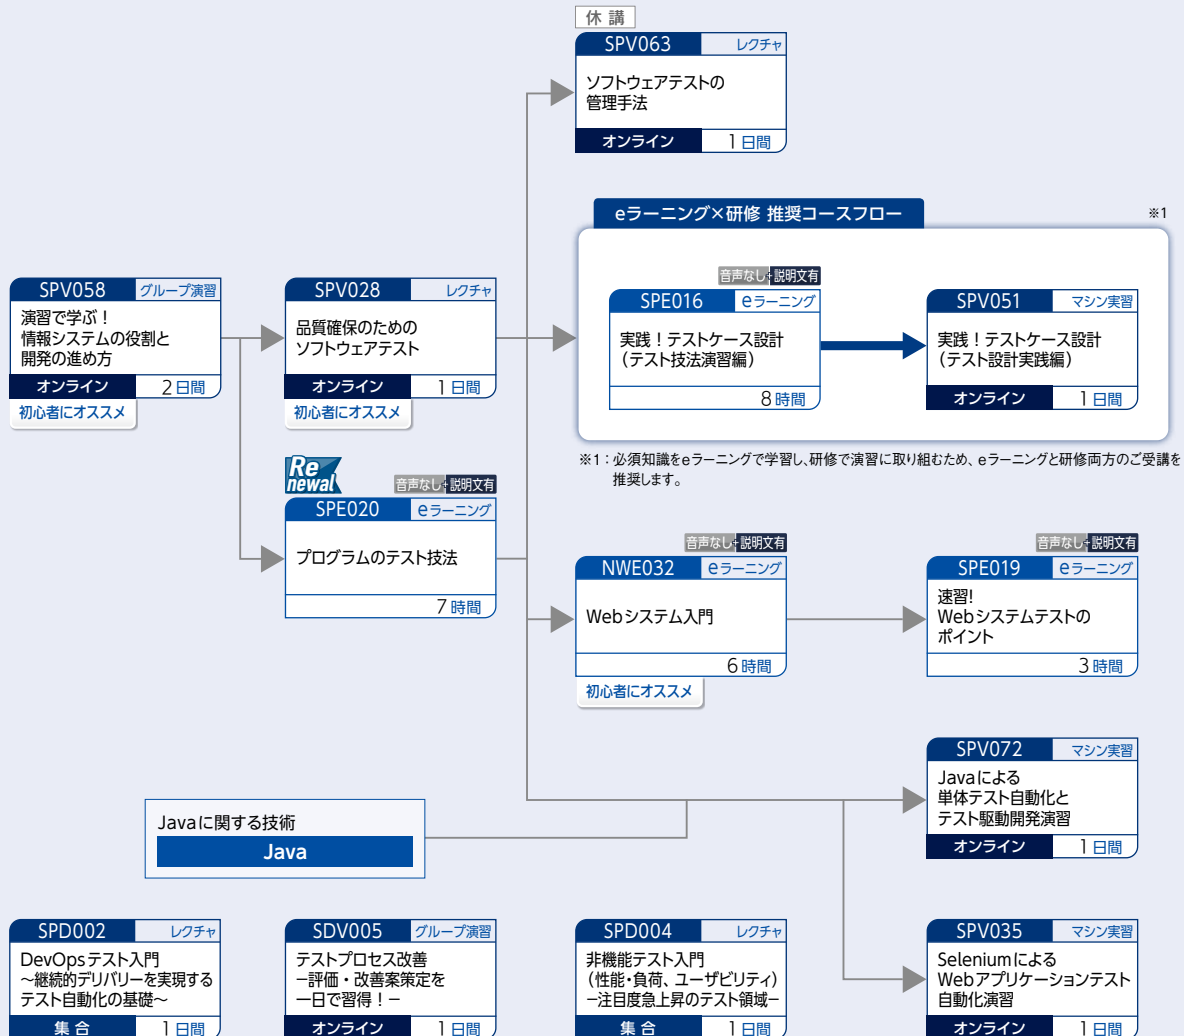 休 講
SPV063 レクチャ
ソフトウェアテストの
管理手法
オンライン 1日間
eラーニング×研修 推奨コースフロー
※1
音声なし+説明文有
SPE016 eラーニング
実践！テストケース設計
（テスト技法演習編）
8時間
SPV051 マシン実習
実践！テストケース設計
（テスト設計実践編）
オンライン 1日間
※1：必須知識をeラーニングで学習し、研修で演習に取り組むため、eラーニングと研修両方のご受講を
推奨します。
SPV058 グループ演習
演習で学ぶ！
情報システムの役割と
開発の進め方
オンライン 2日間
初心者にオススメ
SPV028 レクチャ
品質確保のための
ソフトウェアテスト
オンライン 1日間
初心者にオススメ
Re
newal
音声なし+説明文有
SPE020 eラーニング
プログラムのテスト技法
7時間
音声なし+説明文有
NWE032 eラーニング
Webシステム入門
6時間
初心者にオススメ
音声なし+説明文有
SPE019 eラーニング
速習!
Webシステムテストの
ポイント
3時間
SPV072 マシン実習
Javaによる
単体テスト自動化と
テスト駆動開発演習
オンライン 1日間
Javaに関する技術
Java
SPD002 レクチャ
DevOpsテスト入門
～継続的デリバリーを実現する
テスト自動化の基礎～
集 合 1日間
SDV005 グループ演習
テストプロセス改善
－評価・改善案策定を
一日で習得！－
オンライン 1日間
SPD004 レクチャ
非機能テスト入門
（性能・負荷、ユーザビリティ）
－注目度急上昇のテスト領域－
集 合 1日間
SPV035 マシン実習
Seleniumによる
Webアプリケーションテスト
自動化演習
オンライン 1日間